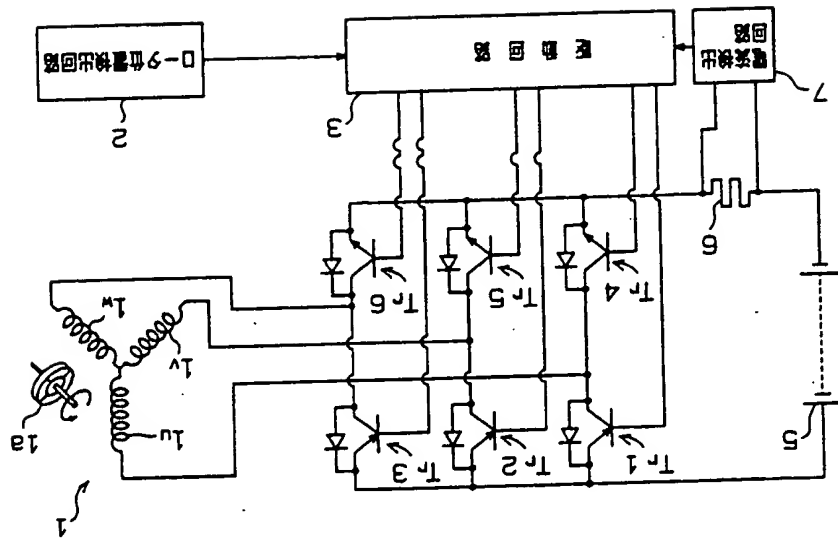 1
5
Tr1
Tr2
Tr3
1u
1a
1v
1w
Tr4
Tr5
Tr6
6
7
3
2
電流検出
回路
駆 動 回 路
ロータ位置検出回路